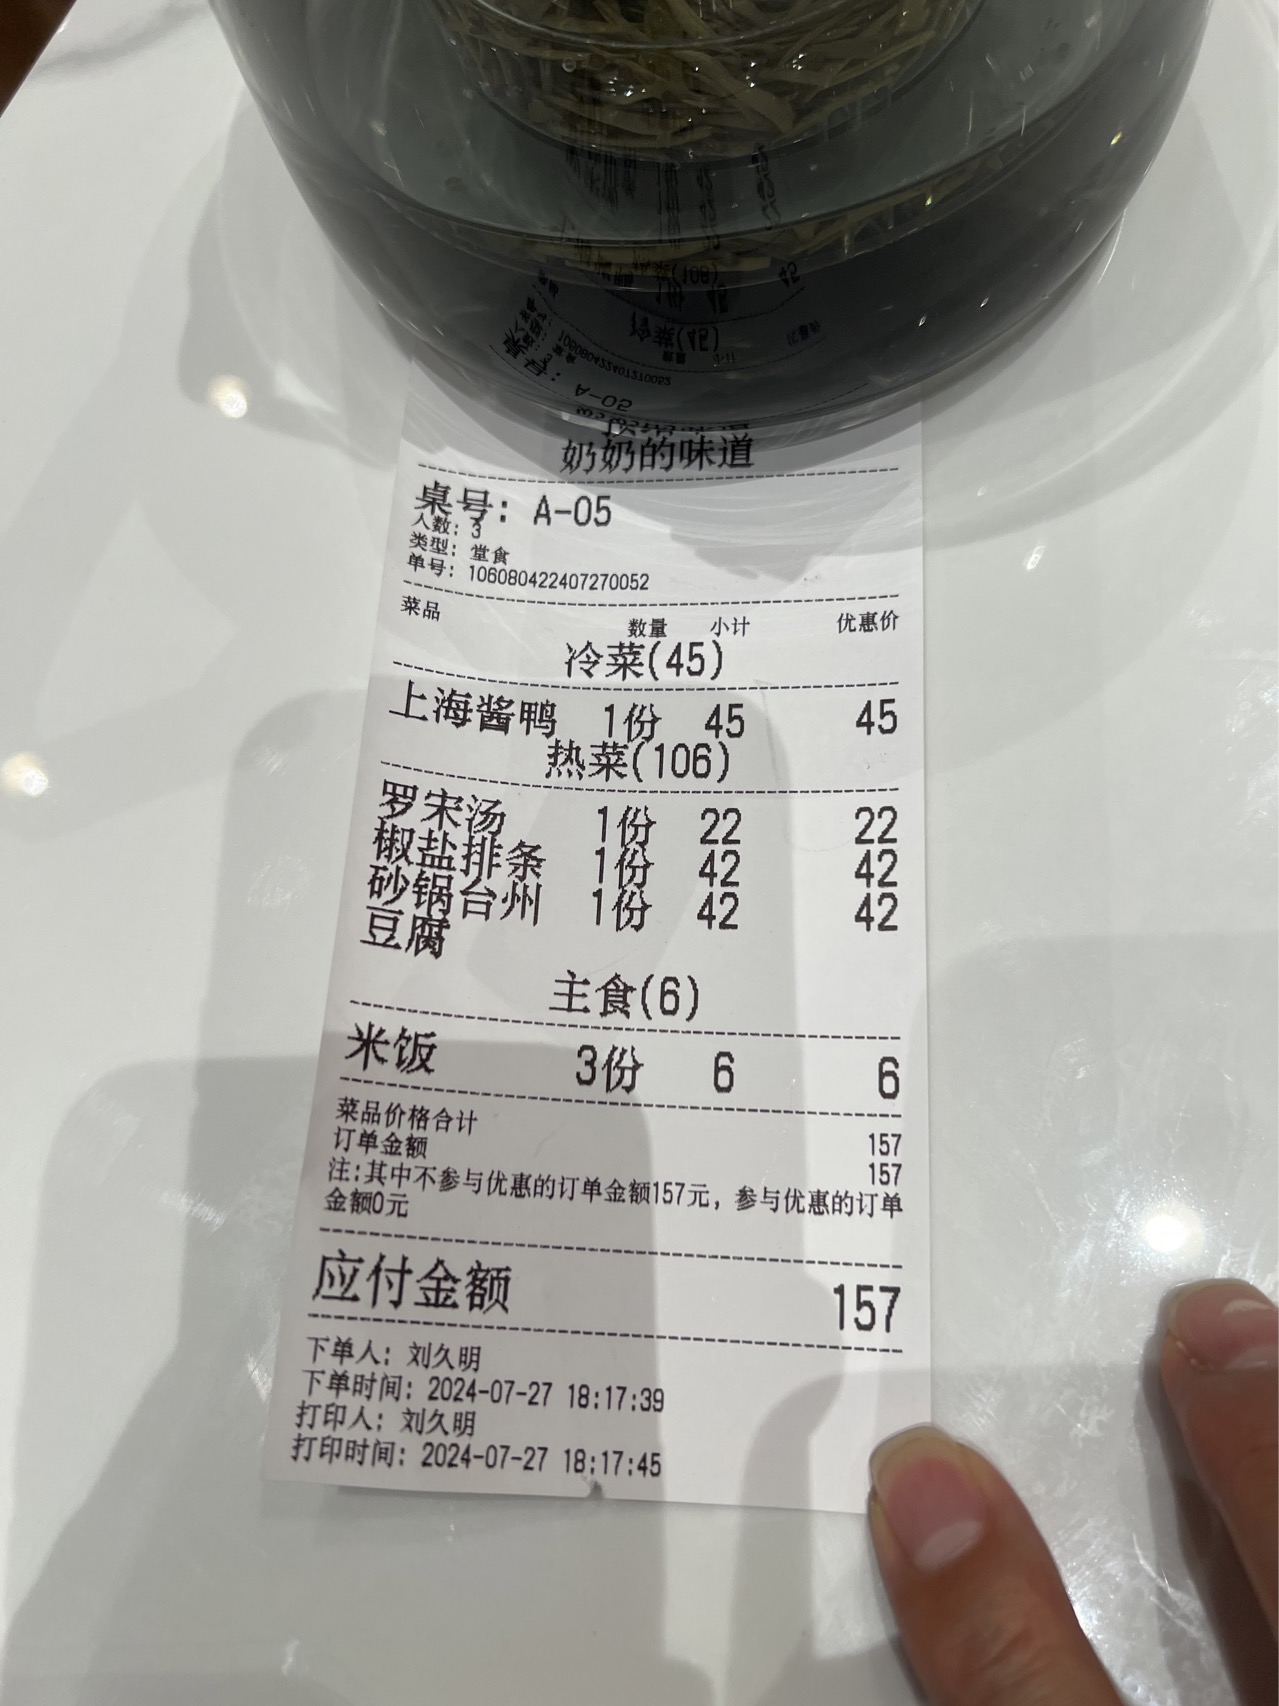 奶奶的味道
桌号：A-05
人数：3
类型：堂食
单号：106080422407270052
菜品 数量 小计 优惠价
冷菜(45)
上海酱鸭 1份 45 45
热菜(106)
罗宋汤 1份 22 22
椒盐排条 1份 42 42
砂锅台州 1份 42 42
豆腐
主食(6)
米饭 3份 6 6
菜品价格合计 157
订单金额 157
注:其中不参与优惠的订单金额157元，参与优惠的订单
金额0元
应付金额 157
下单人：刘久明
下单时间：2024-07-27 18:17:39
打印人：刘久明
打印时间：2024-07-27 18:17:45